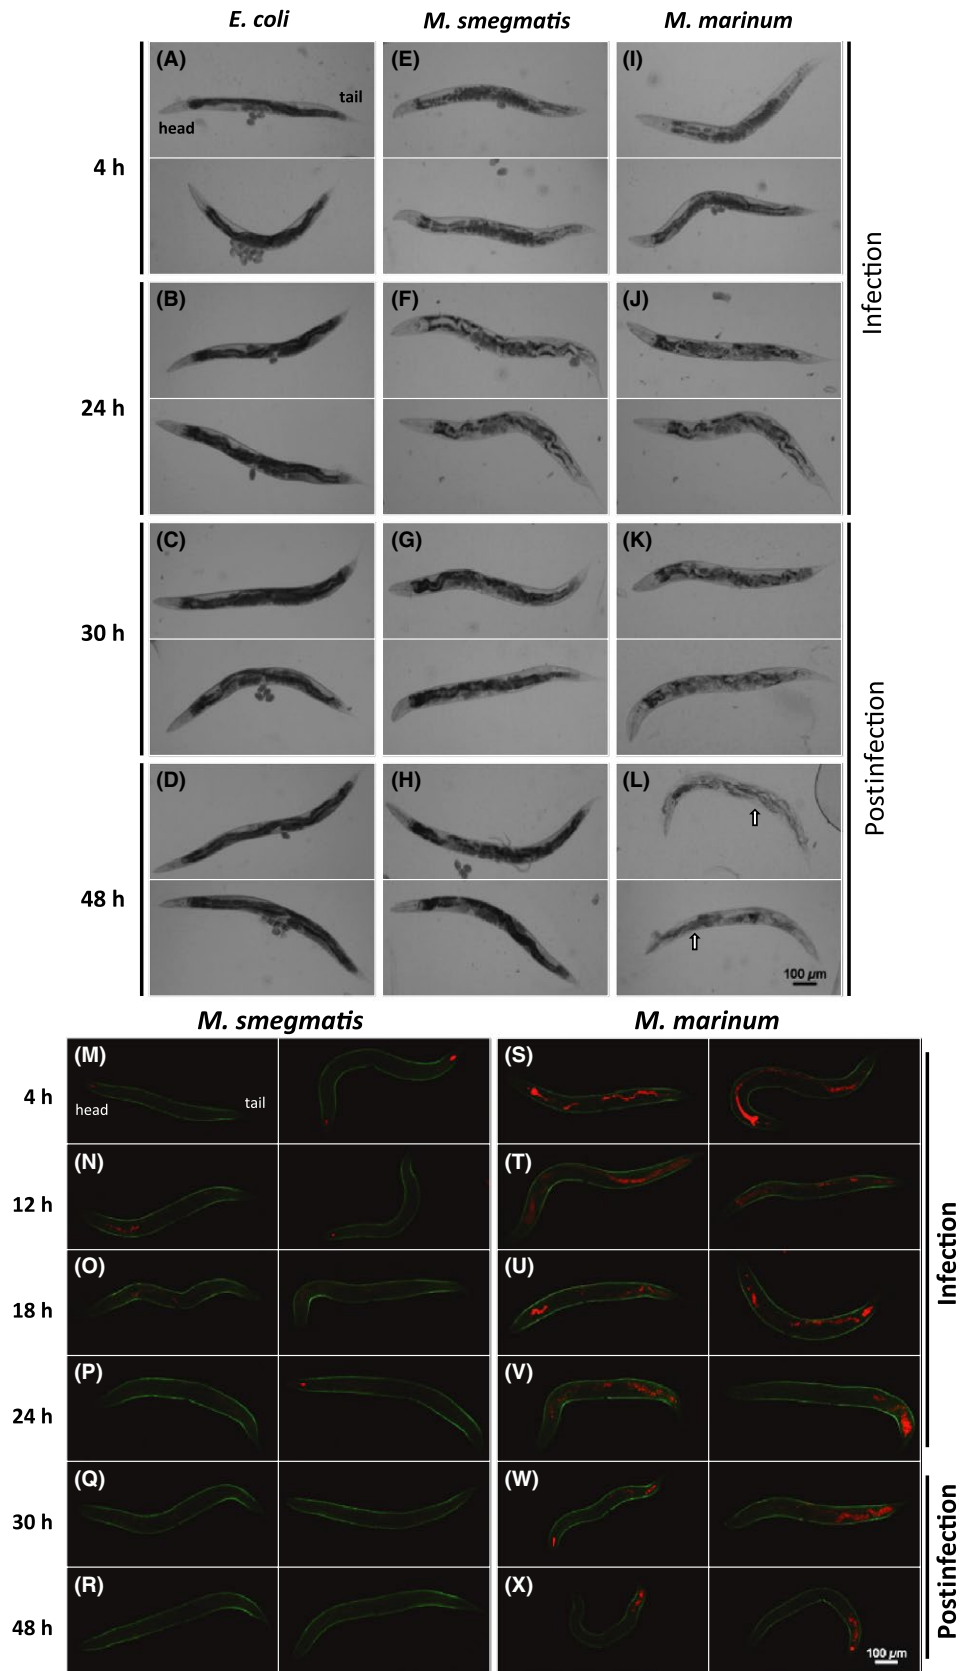 E. coli M. smegmatis M. marinum
(A) (E) (I)
tail
head
4 h
(B) (F) (J)
Infection
24 h
(C) (G) (K)
30 h
Postinfection
(D) (H) (L)
48 h
100 µm
M. smegmatis M. marinum
(M) (S)
4 h
head tail
(N) (T)
12 h
Infection
(O) (U)
18 h
(P) (V)
24 h
(Q) (W)
30 h
Postinfection
(R) (X)
48 h
100 µm